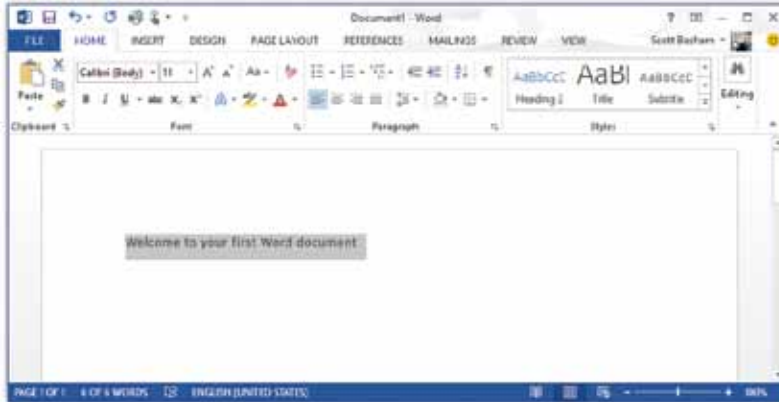 Document1 - Word
FILE HOME INSERT DESIGN PAGE LAYOUT REFERENCES MAILINGS REVIEW VIEW Scott Basham
Calibri (Body) 11
Paste
AaBbCcC AaBl AaBbCcC
Title Subtitle
Editing
Clipboard Font Paragraph Styles
Welcome to your first Word document
PAGE 1 OF 1 6 OF 6 WORDS ENGLISH (UNITED STATES) 100%